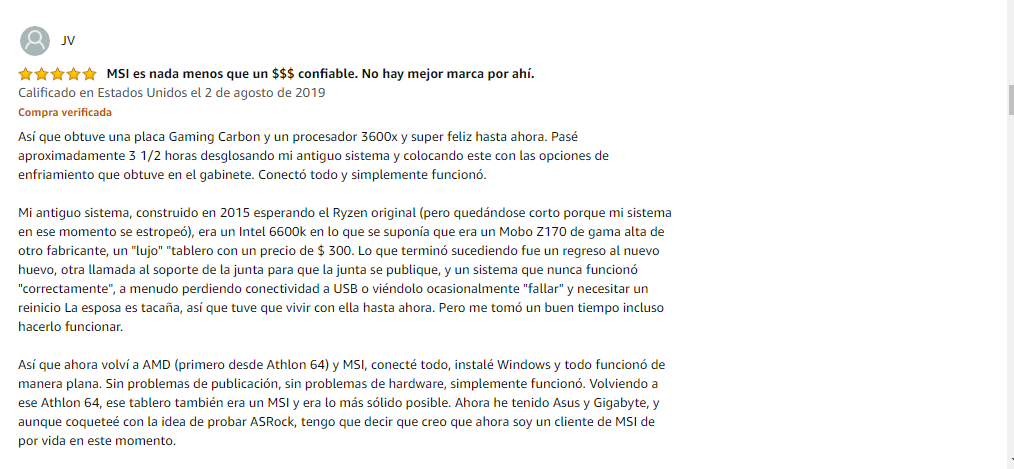 JV
MSI es nada menos que un $$$ confiable. No hay mejor marca por ahí.
Calificado en Estados Unidos el 2 de agosto de 2019
Compra verificada
Así que obtuve una placa Gaming Carbon y un procesador 3600x y super feliz hasta ahora. Pasé
aproximadamente 3 1/2 horas desglosando mi antiguo sistema y colocando este con las opciones de
enfriamiento que obtuve en el gabinete. Conectó todo y simplemente funcionó.
Mi antiguo sistema, construido en 2015 esperando el Ryzen original (pero quedándose corto porque mi sistema
en ese momento se estropeó), era un Intel 6600k en lo que se suponía que era un Mobo Z170 de gama alta de
otro fabricante, un "lujo" "tablero con un precio de $ 300. Lo que terminó sucediendo fue un regreso al nuevo
huevo, otra llamada al soporte de la junta para que la junta se publique, y un sistema que nunca funcionó
"correctamente", a menudo perdiendo conectividad a USB o viéndolo ocasionalmente "fallar" y necesitar un
reinicio La esposa es tacaña, así que tuve que vivir con ella hasta ahora. Pero me tomó un buen tiempo incluso
hacerlo funcionar.
Así que ahora volví a AMD (primero desde Athlon 64) y MSI, conecté todo, instalé Windows y todo funcionó de
manera plana. Sin problemas de publicación, sin problemas de hardware, simplemente funcionó. Volviendo a
ese Athlon 64, ese tablero también era un MSI y era lo más sólido posible. Ahora he tenido Asus y Gigabyte, y
aunque coqueteé con la idea de probar ASRock, tengo que decir que creo que ahora soy un cliente de MSI de
por vida en este momento.